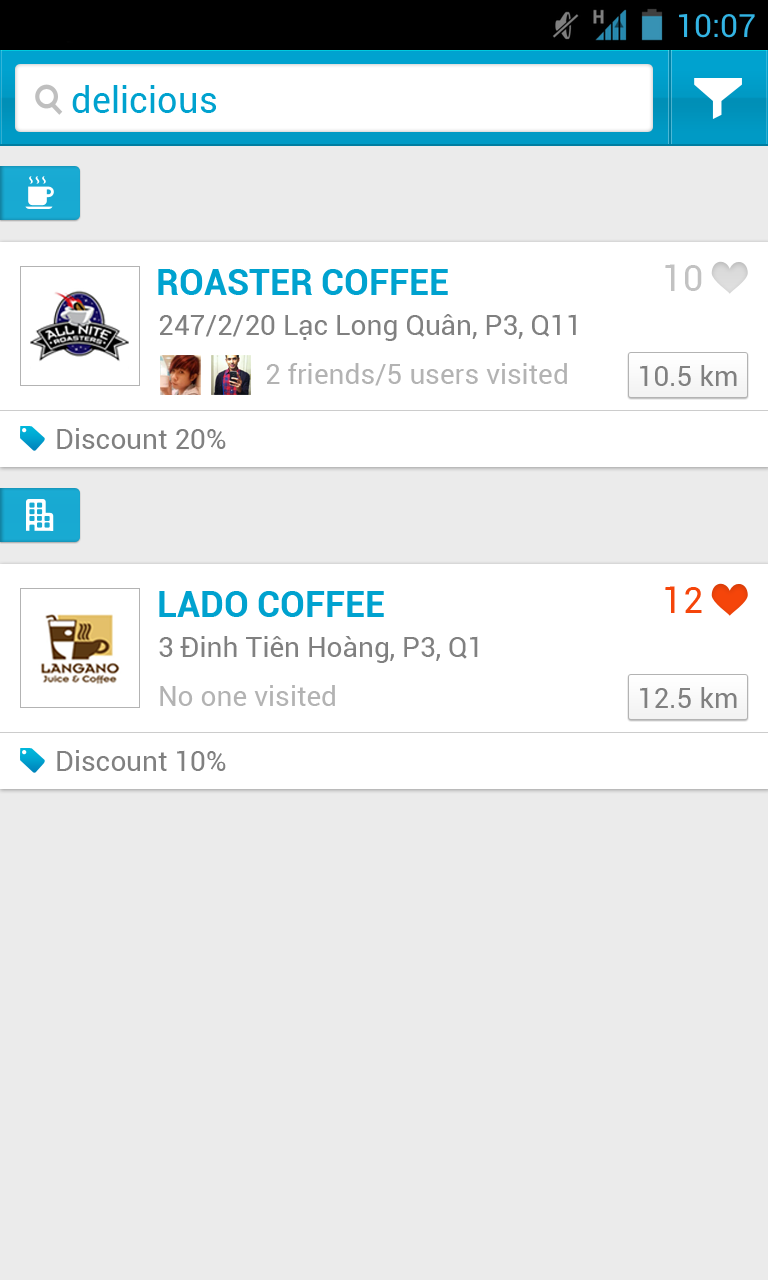 H 10:07
delicious
ROASTER COFFEE 10
247/2/20 Lạc Long Quân, P3, Q11
ALL NITE
ROASTERS
2 friends/5 users visited 10.5 km
Discount 20%
LADO COFFEE 12
3 Đinh Tiên Hoàng, P3, Q1
LANGANO
Juice & Coffee
No one visited 12.5 km
Discount 10%